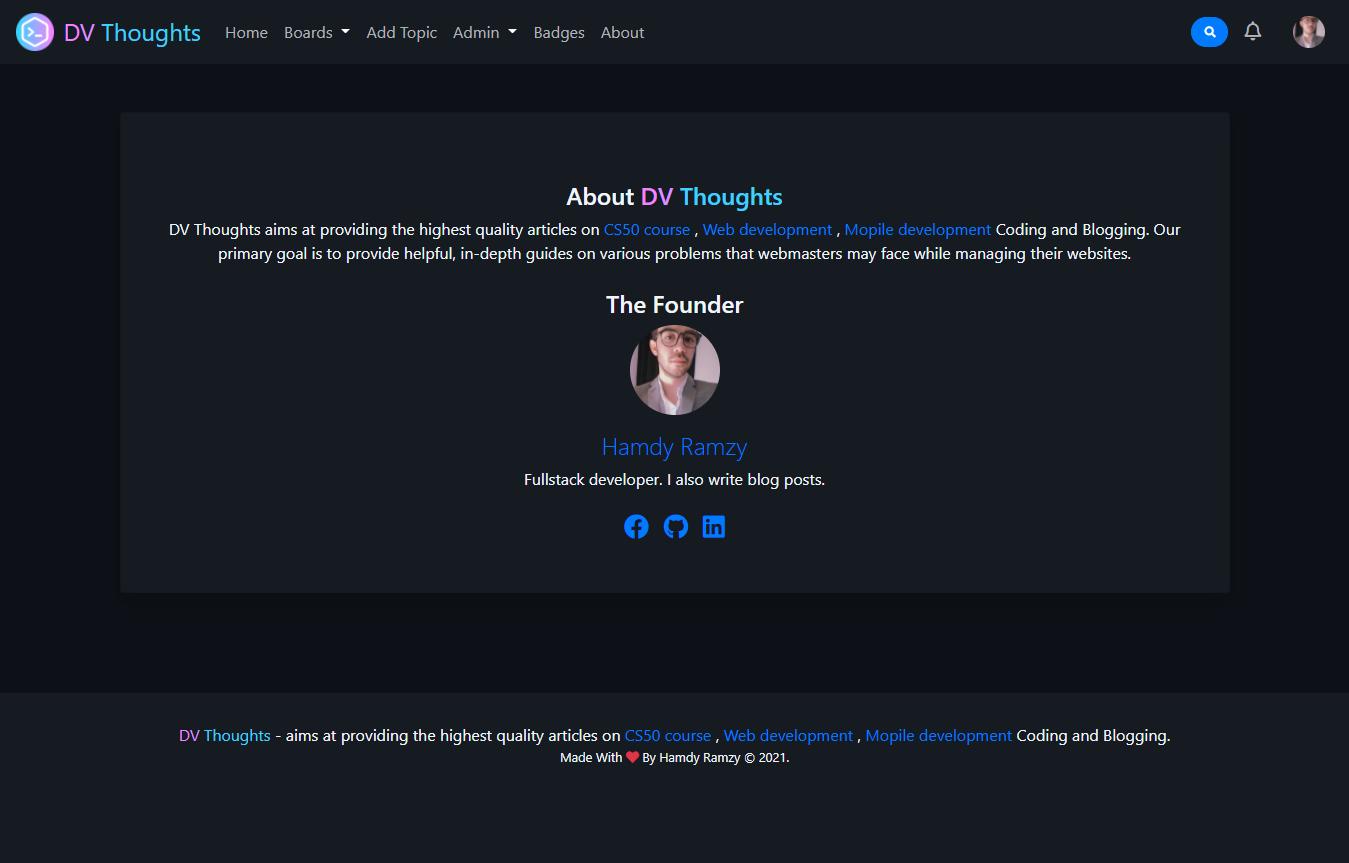 DV Thoughts Home Boards Add Topic Admin Badges About
About DV Thoughts
DV Thoughts aims at providing the highest quality articles on CS50 course , Web development , Mopile development Coding and Blogging. Our
primary goal is to provide helpful, in-depth guides on various problems that webmasters may face while managing their websites.
The Founder
Hamdy Ramzy
Fullstack developer. I also write blog posts.
DV Thoughts - aims at providing the highest quality articles on CS50 course , Web development , Mopile development Coding and Blogging.
Made With ❤ By Hamdy Ramzy © 2021.